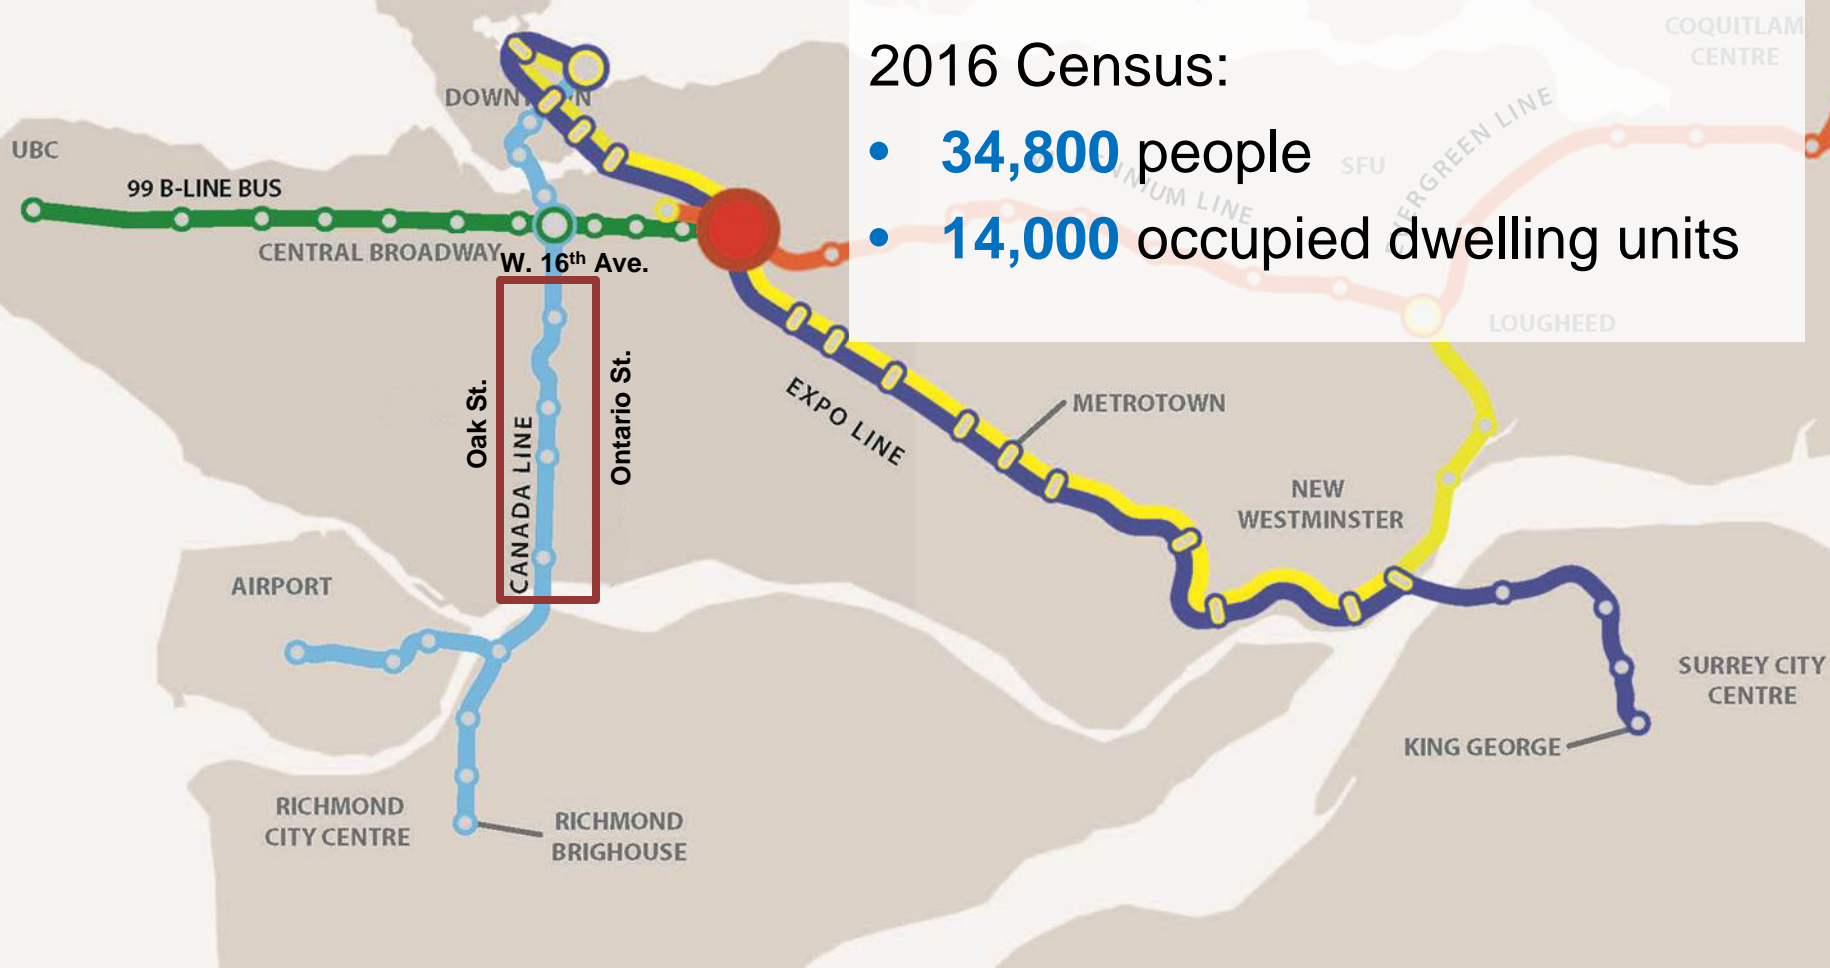 2016 Census:
• 34,800 people
• 14,000 occupied dwelling units
COQUITLAM
CENTRE
EVERGREEN LINE
SFU
ENNIUM LINE
LOUGHEED
DOWNT N
UBC
99 B-LINE BUS
CENTRAL BROADWAY
W. 16th Ave.
Oak St.
CANADA LINE
Ontario St.
EXPO LINE
METROTOWN
NEW
WESTMINSTER
AIRPORT
SURREY CITY
CENTRE
KING GEORGE
RICHMOND
CITY CENTRE
RICHMOND
BRIGHOUSE